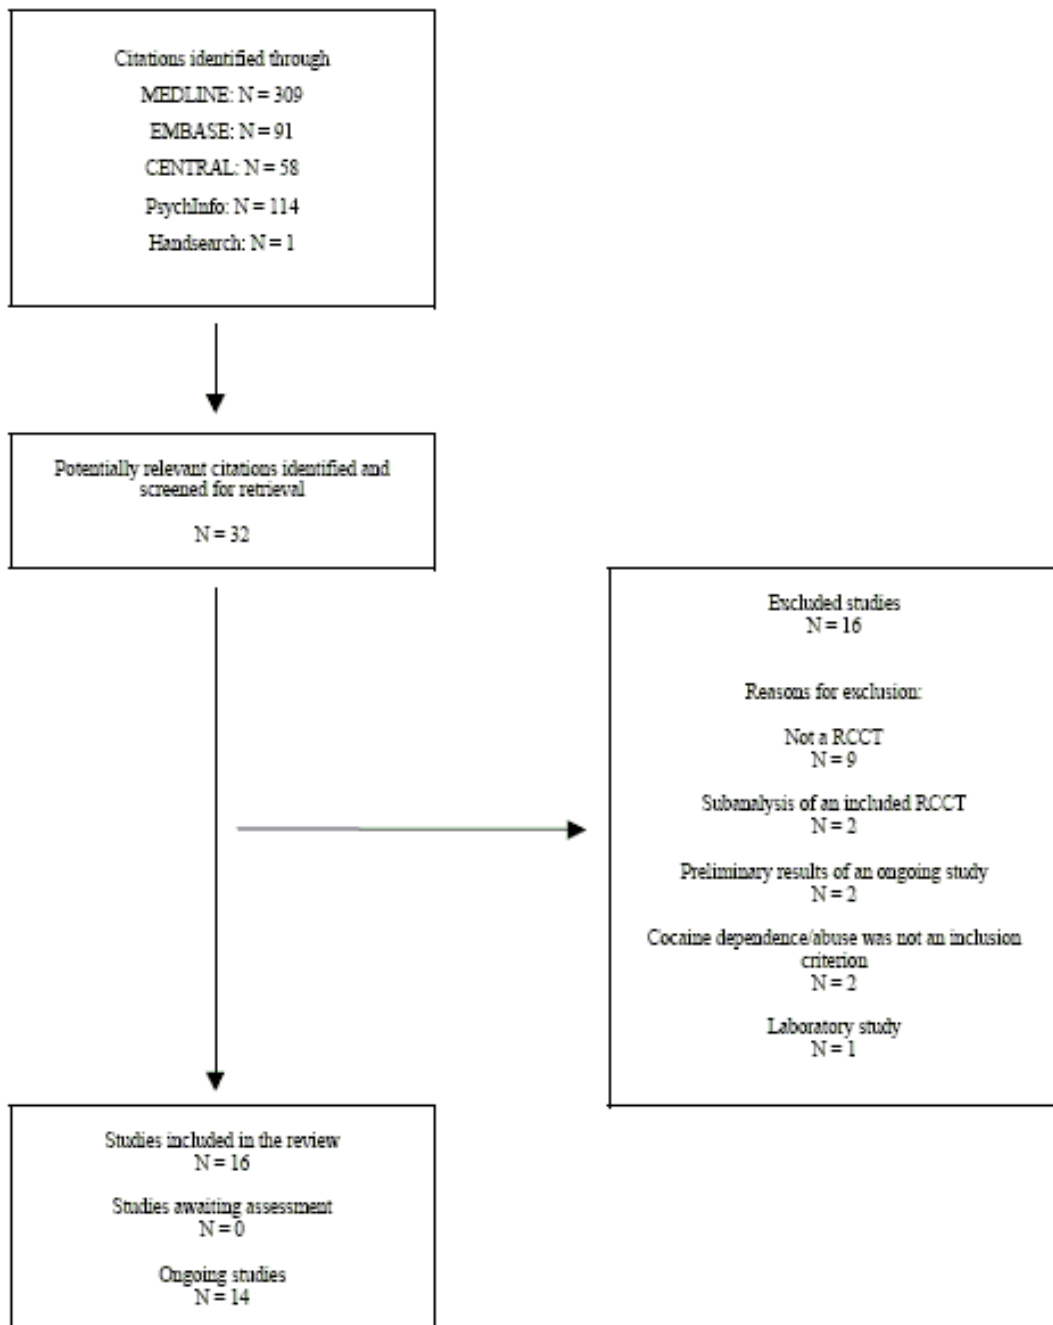 Citations identified through
MEDLINE: N = 309
EMBASE: N = 91
CENTRAL: N = 58
PsychInfo: N = 114
Handsearch: N = 1
Potentially relevant citations identified and
screened for retrieval
N = 32
Excluded studies
N = 16
Reasons for exclusion:
Not a RCCT
N = 9
Subanalysis of an included RCCT
N = 2
Preliminary results of an ongoing study
N = 2
Cocaine dependence/abuse was not an inclusion
criterion
N = 2
Laboratory study
N = 1
Studies included in the review
N = 16
Studies awaiting assessment
N = 0
Ongoing studies
N = 14